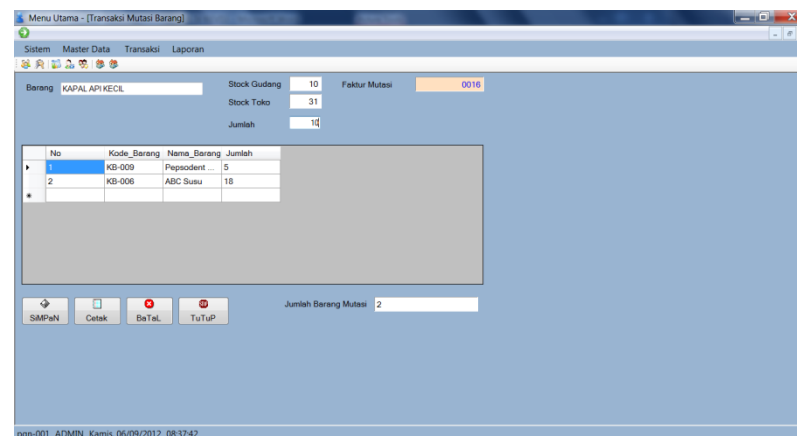 Menu Utama - [Transaksi Mutasi Barang]
Sistem Master Data Transaksi Laporan
Barang KAPAL API KECIL Stock Gudang 10 Faktur Mutasi 0016
Stock Toko 31
Jumlah 10
No Kode_Barang Nama_Barang Jumlah
1 KB-009 Pepsodent ... 5
2 KB-006 ABC Susu 18
SiMPaN Cetak BaTaL TuTuP Jumlah Barang Mutasi 2
pgn-001 ADMIN Kamis 06/09/2012 08:37:42